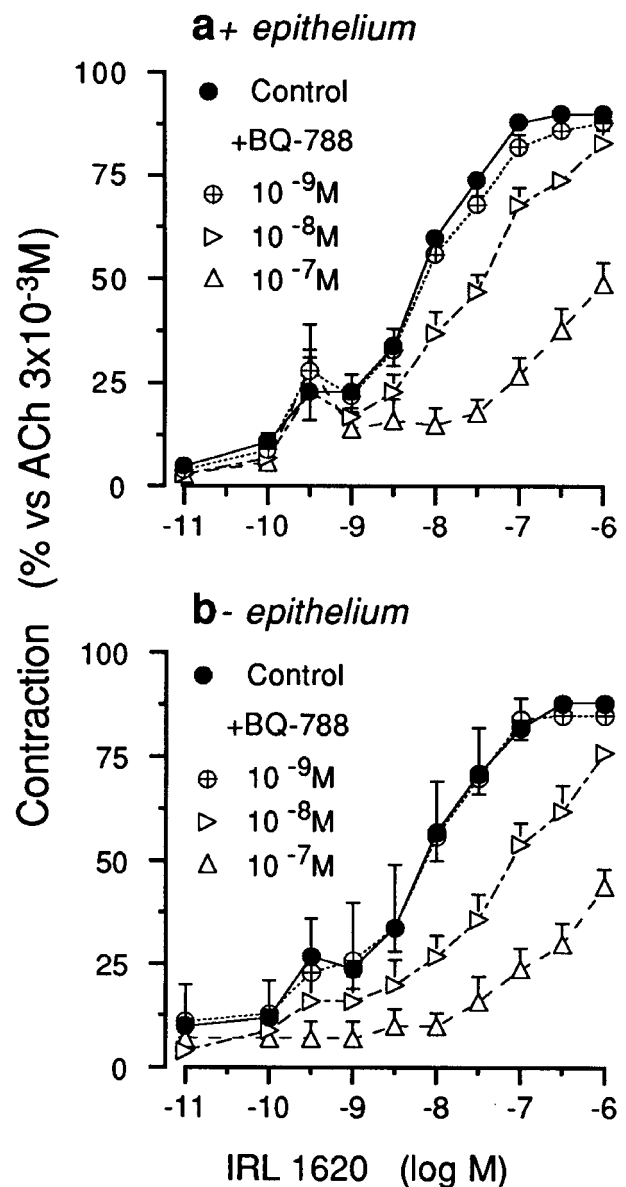 a + epithelium
100
75
50
25
0
Control
+BQ-788
10⁻⁹M
10⁻⁸M
10⁻⁷M
-11 -10 -9 -8 -7 -6
Contraction (% vs ACh 3x10⁻³M)
b - epithelium
100
75
50
25
0
Control
+BQ-788
10⁻⁹M
10⁻⁸M
10⁻⁷M
-11 -10 -9 -8 -7 -6
IRL 1620 (log M)